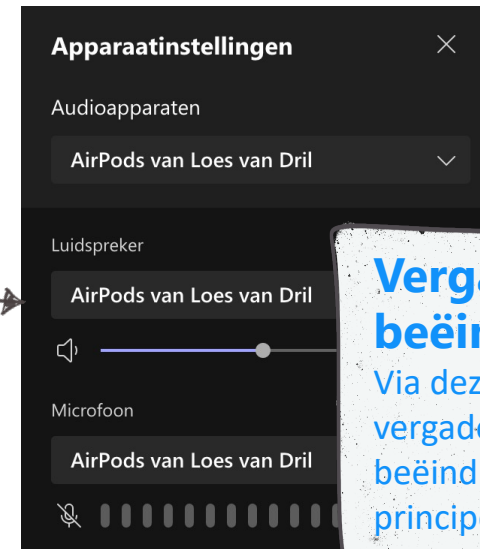 Apparaatinstellingen
Audioapparaten
AirPods van Loes van Dril
Luidspreker
AirPods van Loes van Dril
Microfoon
AirPods van Loes van Dril
Via